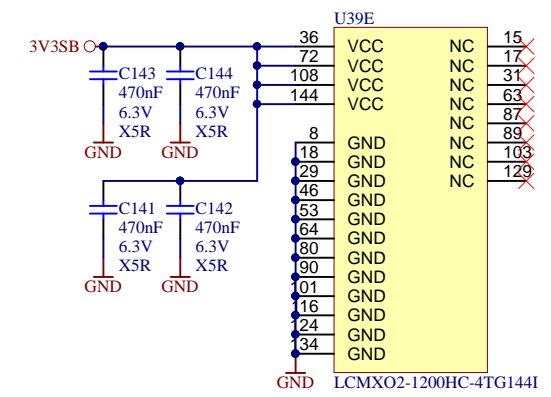 U39E
3V3SB
36 VCC NC 15
72 VCC NC 17
108 VCC NC 31
144 VCC NC 63
NC 87
8 GND NC 89
18 GND NC 103
29 GND NC 129
46 GND
53 GND
64 GND
80 GND
90 GND
101 GND
116 GND
124 GND
134 GND
C143
470nF
6.3V
X5R
GND
C144
470nF
6.3V
X5R
GND
C141
470nF
6.3V
X5R
GND
C142
470nF
6.3V
X5R
GND
GND
LCMXO2-1200HC-4TG144I